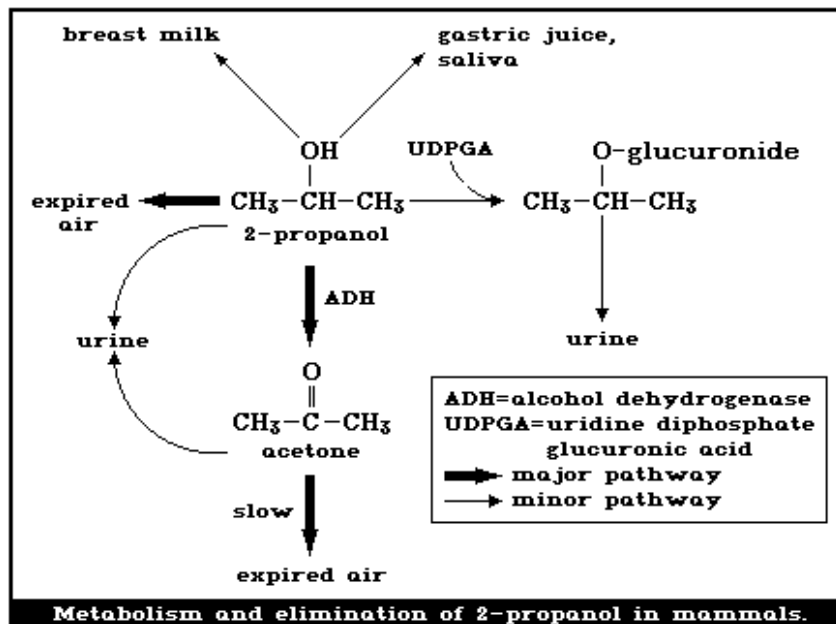 breast milk
gastric juice,
saliva
OH
UDPGA
O-glucuronide
expired
air
CH₃-CH-CH₃
2-propanol
CH₃-CH-CH₃
ADH
urine
urine
O
CH₃-C-CH₃
acetone
slow
expired air
ADH=alcohol dehydrogenase
UDPGA=uridine diphosphate
glucuronic acid
major pathway
minor pathway
Metabolism and elimination of 2-propanol in mammals.